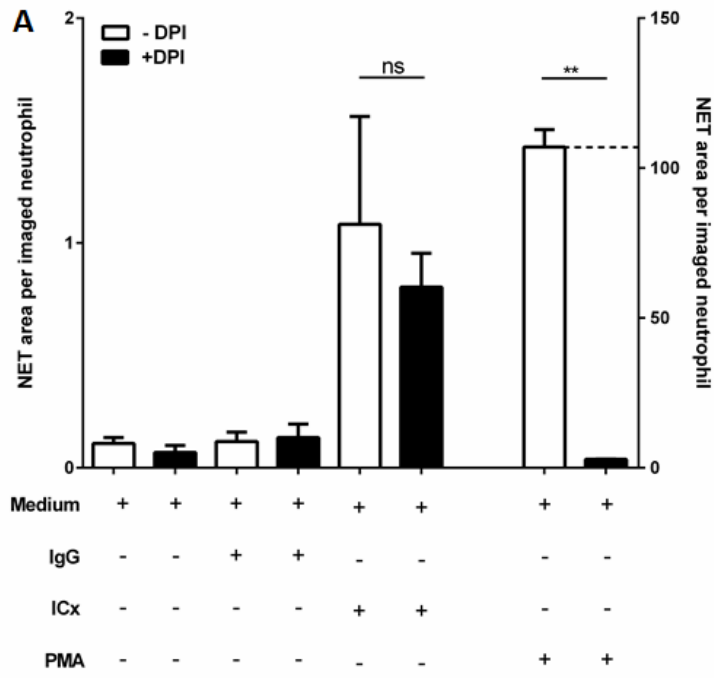 A
- DPI
+DPI
NET area per imaged neutrophil
2
1
0
ns
**
150
100
50
0
NET area per imaged neutrophil
Medium + + + + + + + +
IgG - - + + - - - -
ICx - - - - + + - -
PMA - - - - - - + +